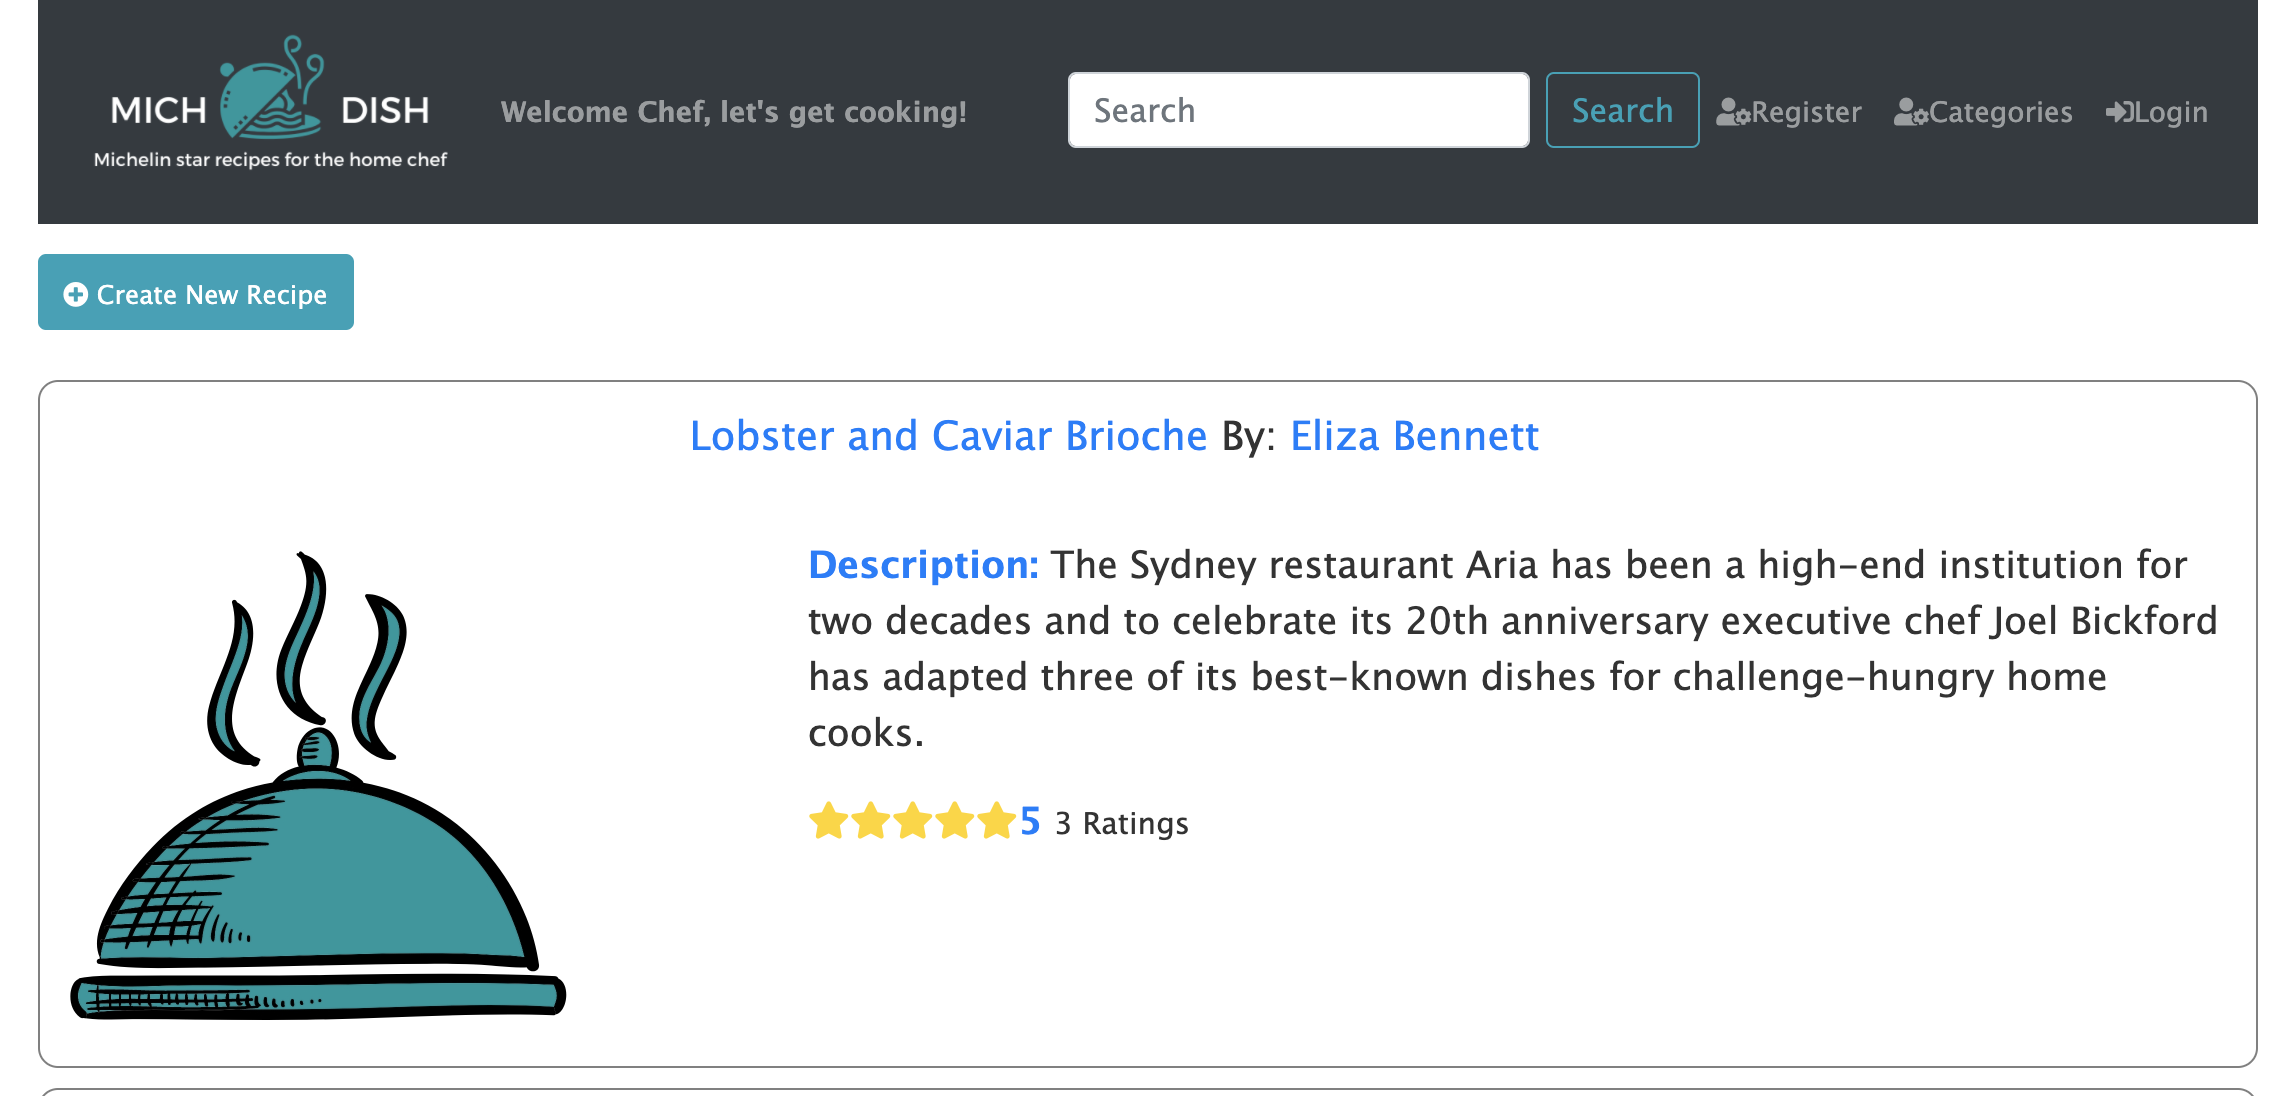 MICH DISH
Michelin star recipes for the home chef
Welcome Chef, let's get cooking!
Search
Search
Register
Categories
Login
Create New Recipe
Lobster and Caviar Brioche By: Eliza Bennett
Description: The Sydney restaurant Aria has been a high-end institution for
two decades and to celebrate its 20th anniversary executive chef Joel Bickford
has adapted three of its best-known dishes for challenge-hungry home
cooks.
5 3 Ratings